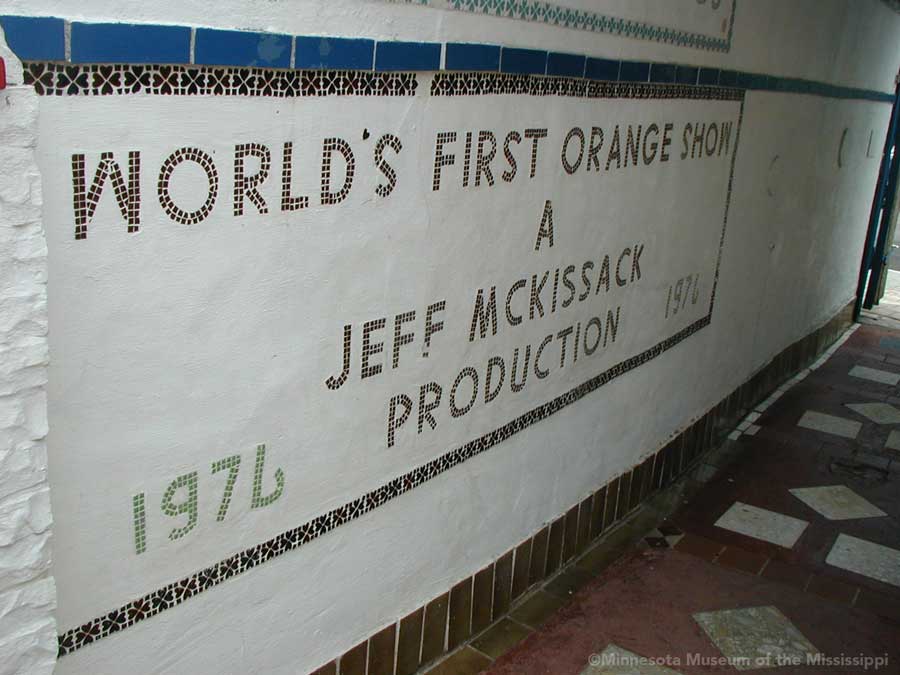 WORLD'S FIRST ORANGE SHOW
A
JEFF MCKISSACK
PRODUCTION
1976
1976
©Minnesota Museum of the Mississippi